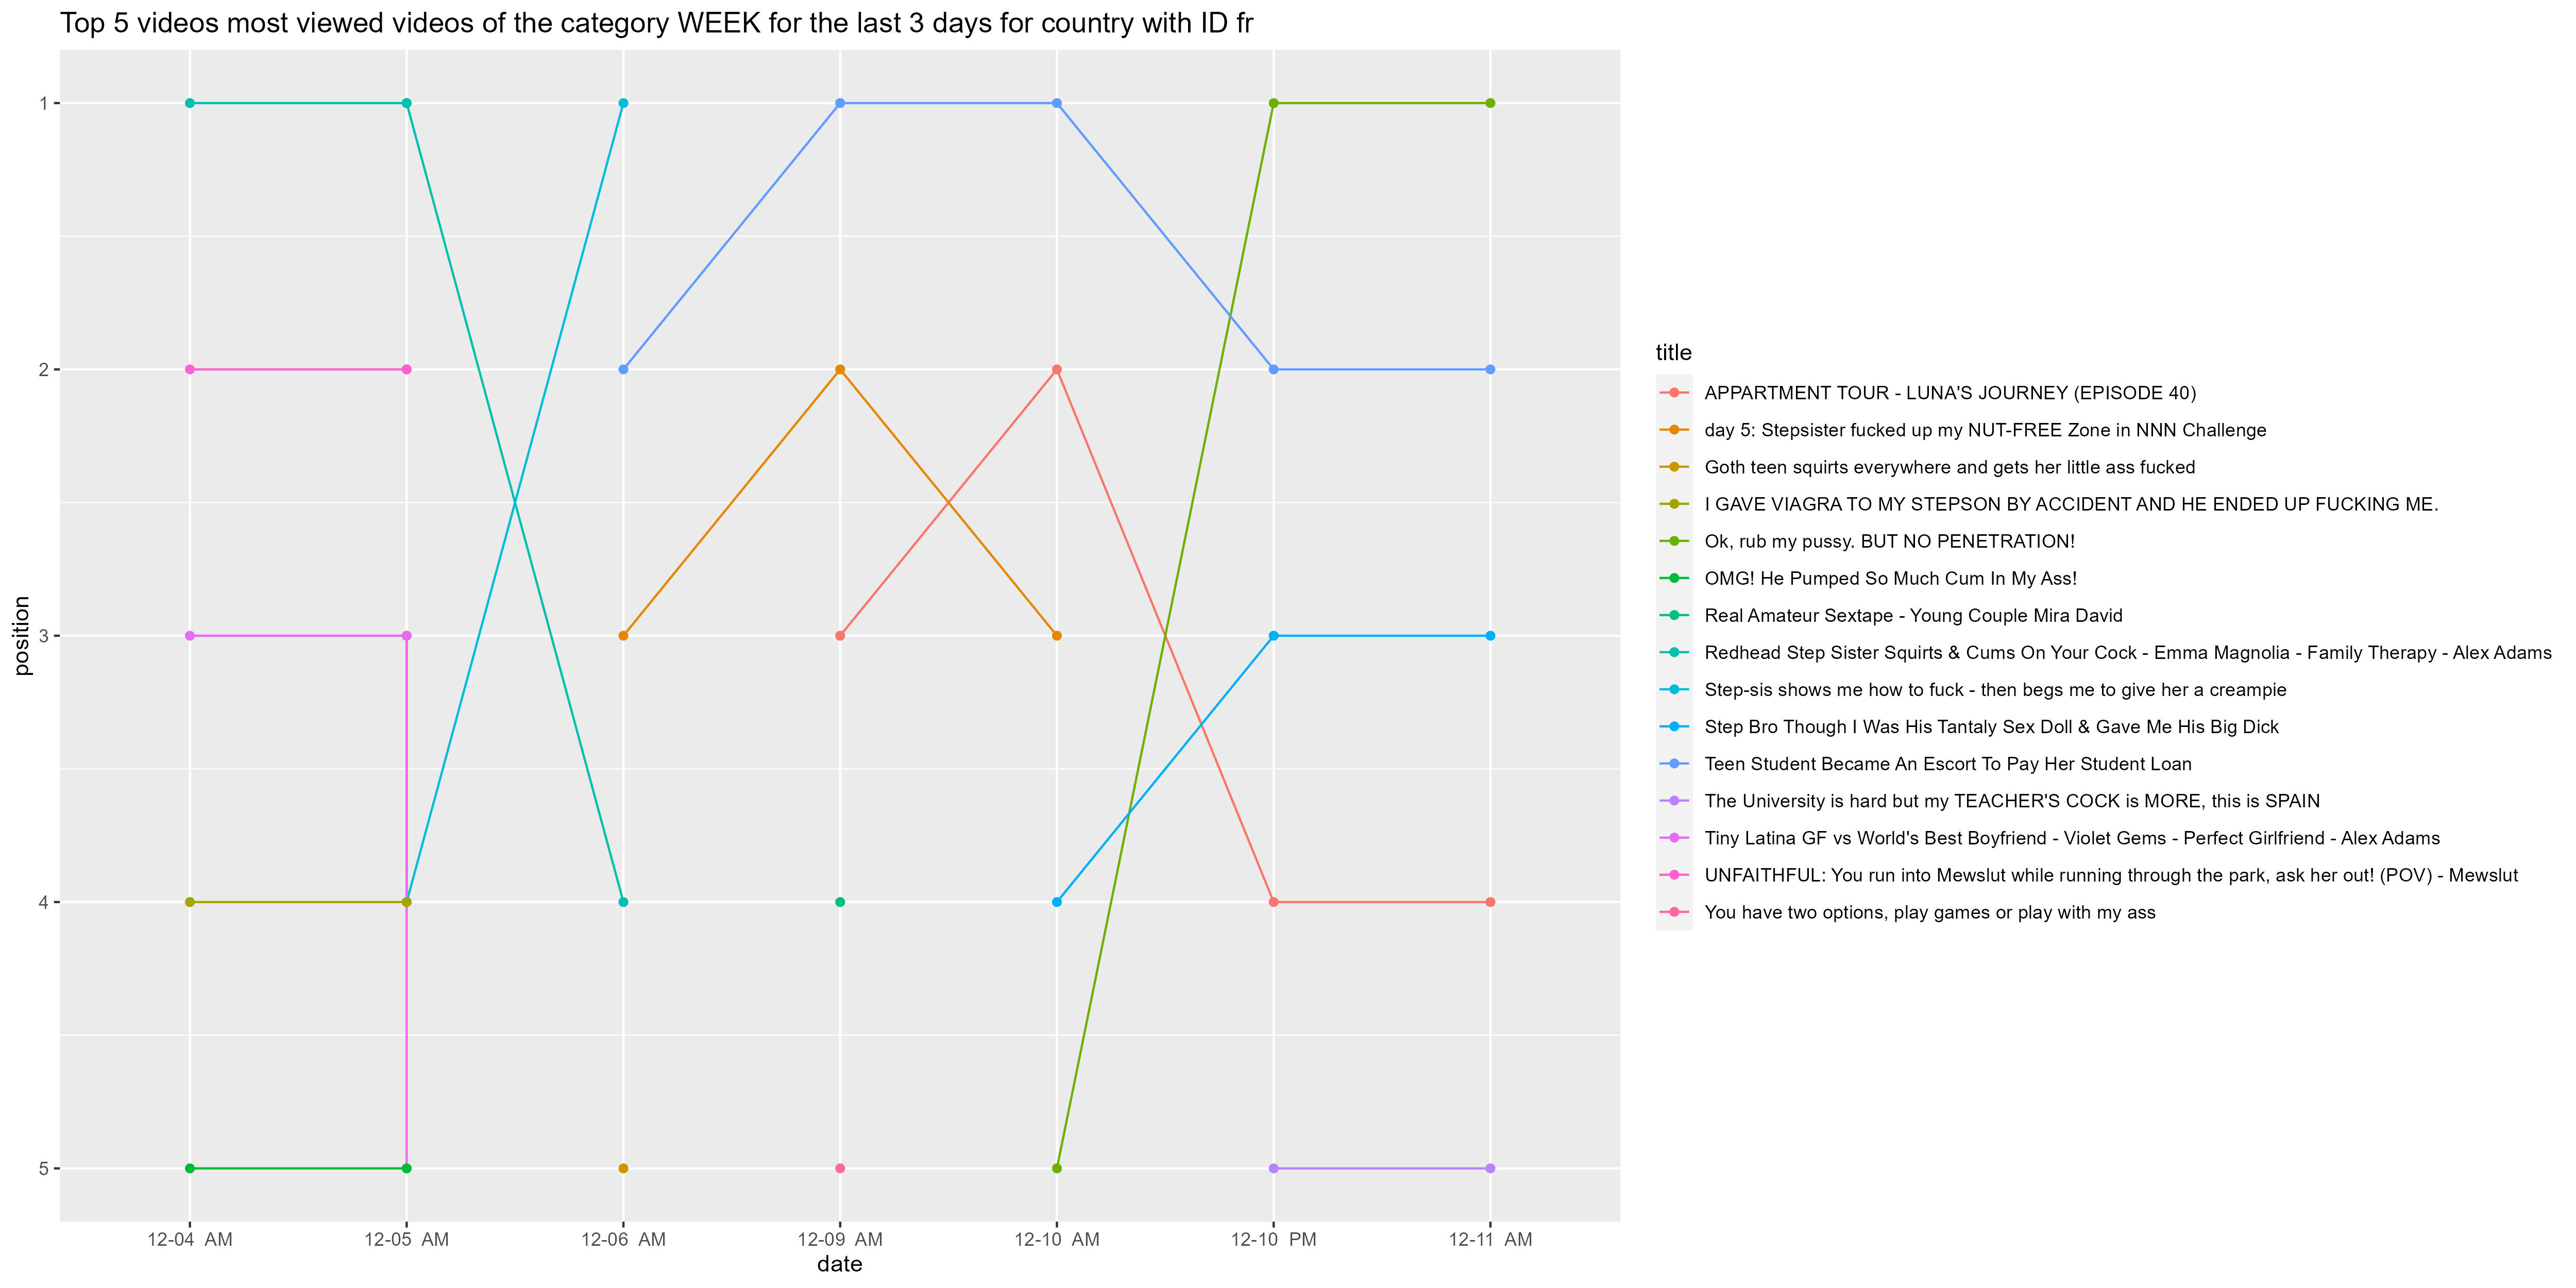 Top 5 videos most viewed videos of the category WEEK for the last 3 days for country with ID fr
position
1
2
3
4
5
12-04 AM
12-05 AM
12-06 AM
12-09 AM
12-10 AM
12-10 PM
12-11 AM
date
title
APPARTMENT TOUR - LUNA'S JOURNEY (EPISODE 40)
day 5: Stepsister fucked up my NUT-FREE Zone in NNN Challenge
Goth teen squirts everywhere and gets her little ass fucked
I GAVE VIAGRA TO MY STEPSON BY ACCIDENT AND HE ENDED UP FUCKING ME.
Ok, rub my pussy. BUT NO PENETRATION!
OMG! He Pumped So Much Cum In My Ass!
Real Amateur Sextape - Young Couple Mira David
Redhead Step Sister Squirts & Cums On Your Cock - Emma Magnolia - Family Therapy - Alex Adams
Step-sis shows me how to fuck - then begs me to give her a creampie
Step Bro Though I Was His Tantaly Sex Doll & Gave Me His Big Dick
Teen Student Became An Escort To Pay Her Student Loan
The University is hard but my TEACHER'S COCK is MORE, this is SPAIN
Tiny Latina GF vs World's Best Boyfriend - Violet Gems - Perfect Girlfriend - Alex Adams
UNFAITHFUL: You run into Mewslut while running through the park, ask her out! (POV) - Mewslut
You have two options, play games or play with my ass